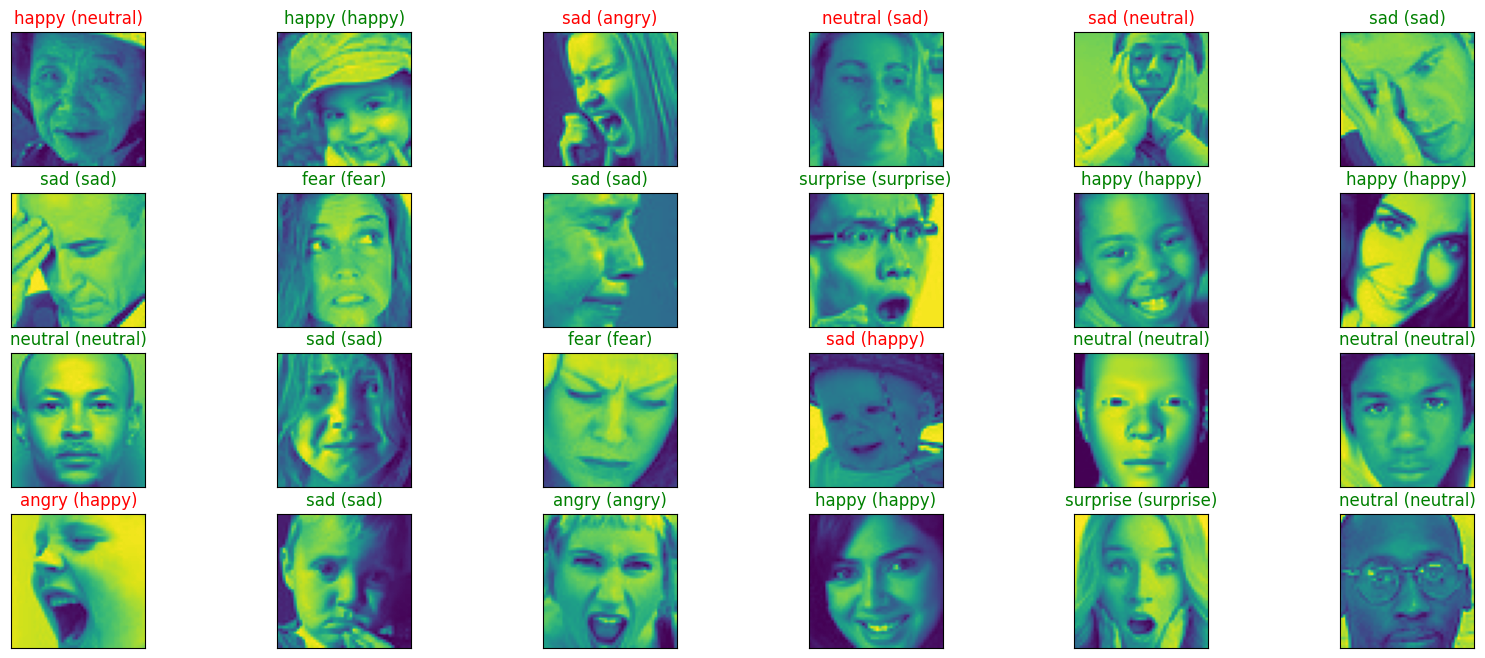 happy (neutral) happy (happy) sad (angry) neutral (sad) sad (neutral) sad (sad)
sad (sad) fear (fear) sad (sad) surprise (surprise) happy (happy) happy (happy)
neutral (neutral) sad (sad) fear (fear) sad (happy) neutral (neutral) neutral (neutral)
angry (happy) sad (sad) angry (angry) happy (happy) surprise (surprise) neutral (neutral)